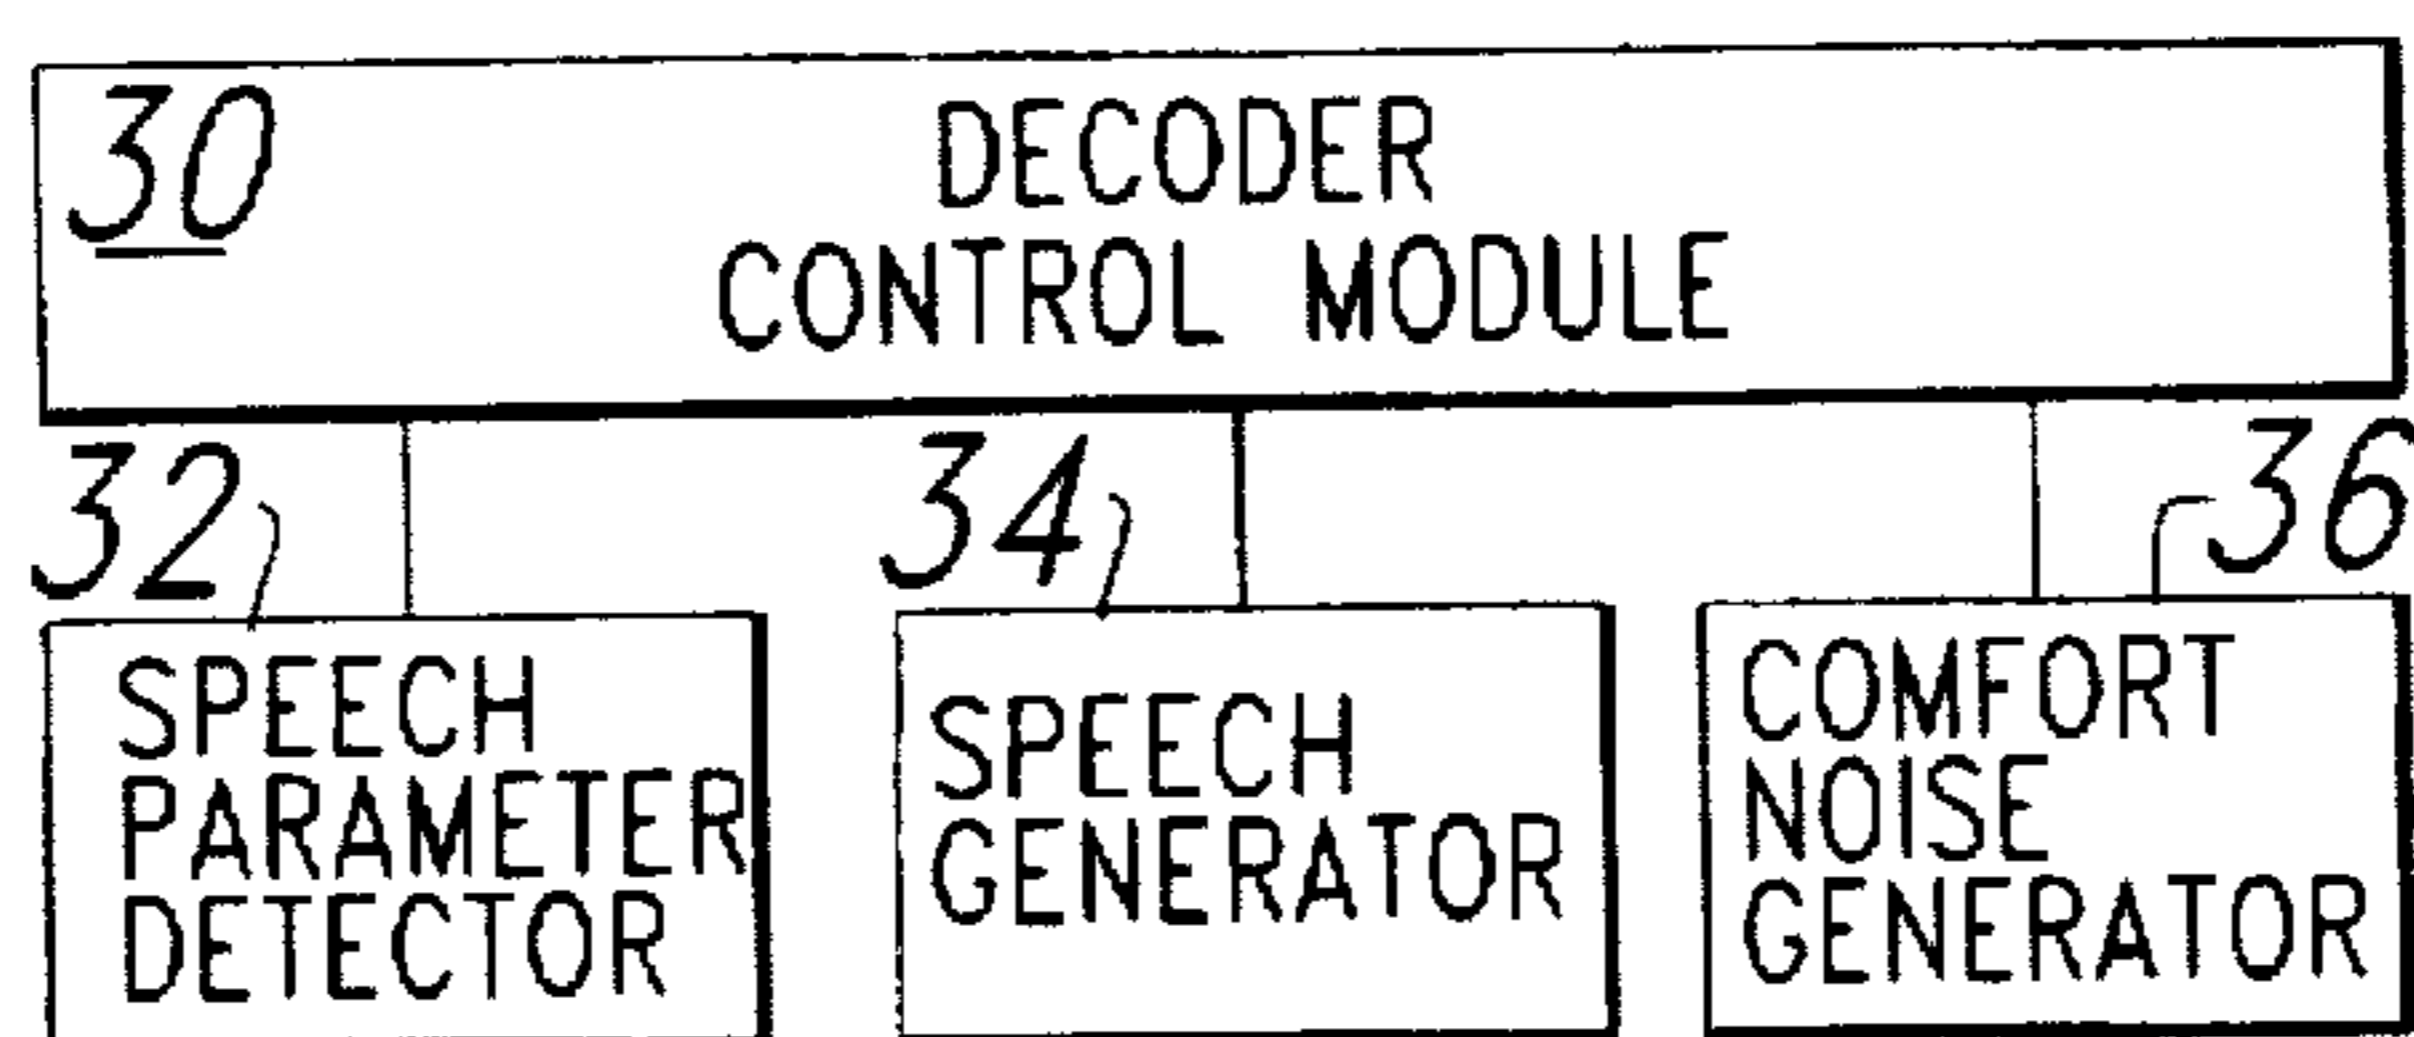 30
DECODER
CONTROL MODULE
32
34
36
SPEECH
PARAMETER
DETECTOR
SPEECH
GENERATOR
COMFORT
NOISE
GENERATOR